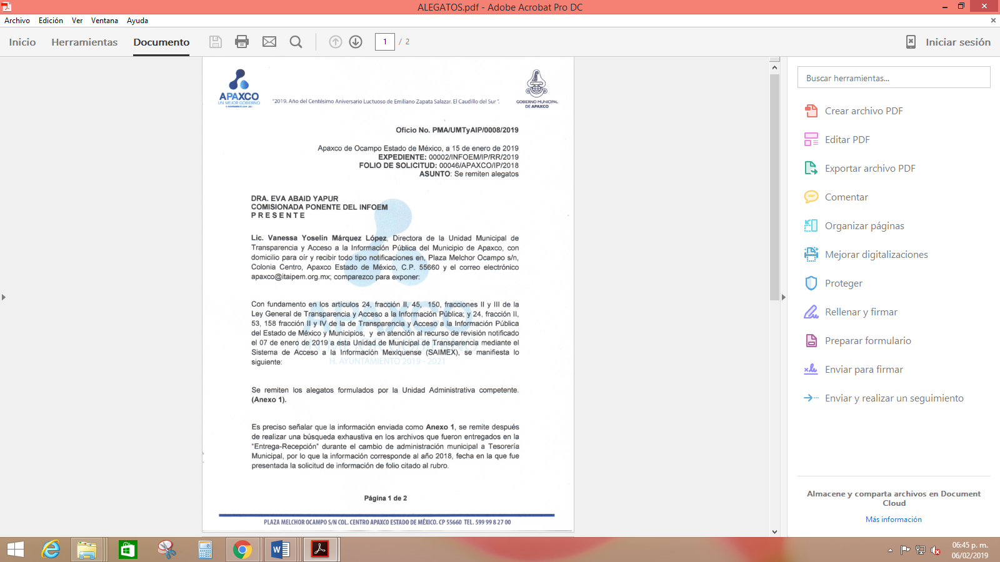 ALEGATOS.pdf - Adobe Acrobat Pro DC
Archivo Edición Ver Ventana Ayuda
Inicio Herramientas Documento 1 / 2 Iniciar sesión
APAXCO
UN MEJOR GOBIERNO
H. AYUNTAMIENTO 2019 - 2021
"2019. Año del Centésimo Aniversario Luctuoso de Emiliano Zapata Salazar. El Caudillo del Sur ".
GOBIERNO MUNICIPAL
DE APAXCO
Oficio No. PMA/UMTyAIP/0008/2019
Apaxco de Ocampo Estado de México, a 15 de enero de 2019
EXPEDIENTE: 00002/INFOEM/IP/RR/2019
FOLIO DE SOLICITUD: 00046/APAXCO/IP/2018
ASUNTO: Se remiten alegatos
DRA. EVA ABAID YAPUR
COMISIONADA PONENTE DEL INFOEM
P R E S E N T E
Lic. Vanessa Yoselin Márquez López, Directora de la Unidad Municipal de
Transparencia y Acceso a la Información Pública del Municipio de Apaxco, con
domicilio para oír y recibir todo tipo notificaciones en, Plaza Melchor Ocampo s/n,
Colonia Centro, Apaxco Estado de México, C.P. 55660 y el correo electrónico
apaxco@itaipem.org.mx; comparezco para exponer:
Con fundamento en los artículos 24, fracción II, 45, 150, fracciones II y III de la
Ley General de Transparencia y Acceso a la Información Pública; y 24, fracción II,
53, 158 fracción II y IV de la de Transparencia y Acceso a la Información Pública
del Estado de México y Municipios, y en atención al recurso de revisión notificado
el 07 de enero de 2019 a esta Unidad de Municipal de Transparencia mediante el
Sistema de Acceso a la Información Mexiquense (SAIMEX), se manifiesta lo
siguiente:
APAXCO
UN MEJOR GOBIERNO
H. AYUNTAMIENTO 2019 - 2021
Se remiten los alegatos formulados por la Unidad Administrativa competente.
(Anexo 1).
Es preciso señalar que la información enviada como Anexo 1, se remite después
de realizar una búsqueda exhaustiva en los archivos que fueron entregados en la
"Entrega-Recepción" durante el cambio de administración municipal a Tesorería
Municipal, por lo que la información corresponde al año 2018, fecha en la que fue
presentada la solicitud de información de folio citado al rubro.
Página 1 de 2
PLAZA MELCHOR OCAMPO S/N COL. CENTRO APAXCO ESTADO DE MÉXICO. CP 55660 TEL. 599 99 8 27 00
Buscar herramientas...
Crear archivo PDF
Editar PDF
Exportar archivo PDF
Comentar
Organizar páginas
Mejorar digitalizaciones
Proteger
Rellenar y firmar
Preparar formulario
Enviar para firmar
Enviar y realizar un seguimiento
Almacene y comparta archivos en Document
Cloud
Más información
06:45 p. m.
06/02/2019